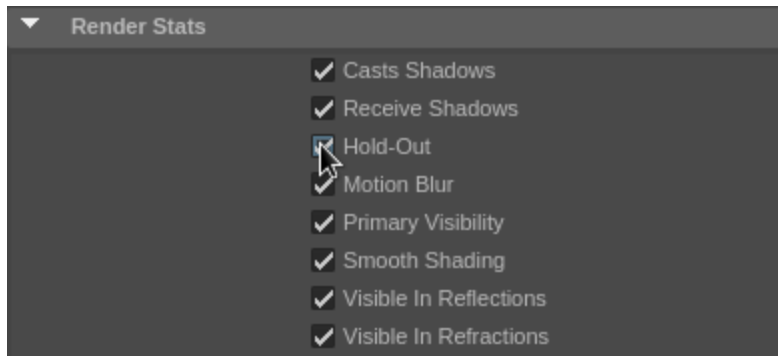 Render Stats
Casts Shadows
Receive Shadows
Hold-Out
Motion Blur
Primary Visibility
Smooth Shading
Visible In Reflections
Visible In Refractions